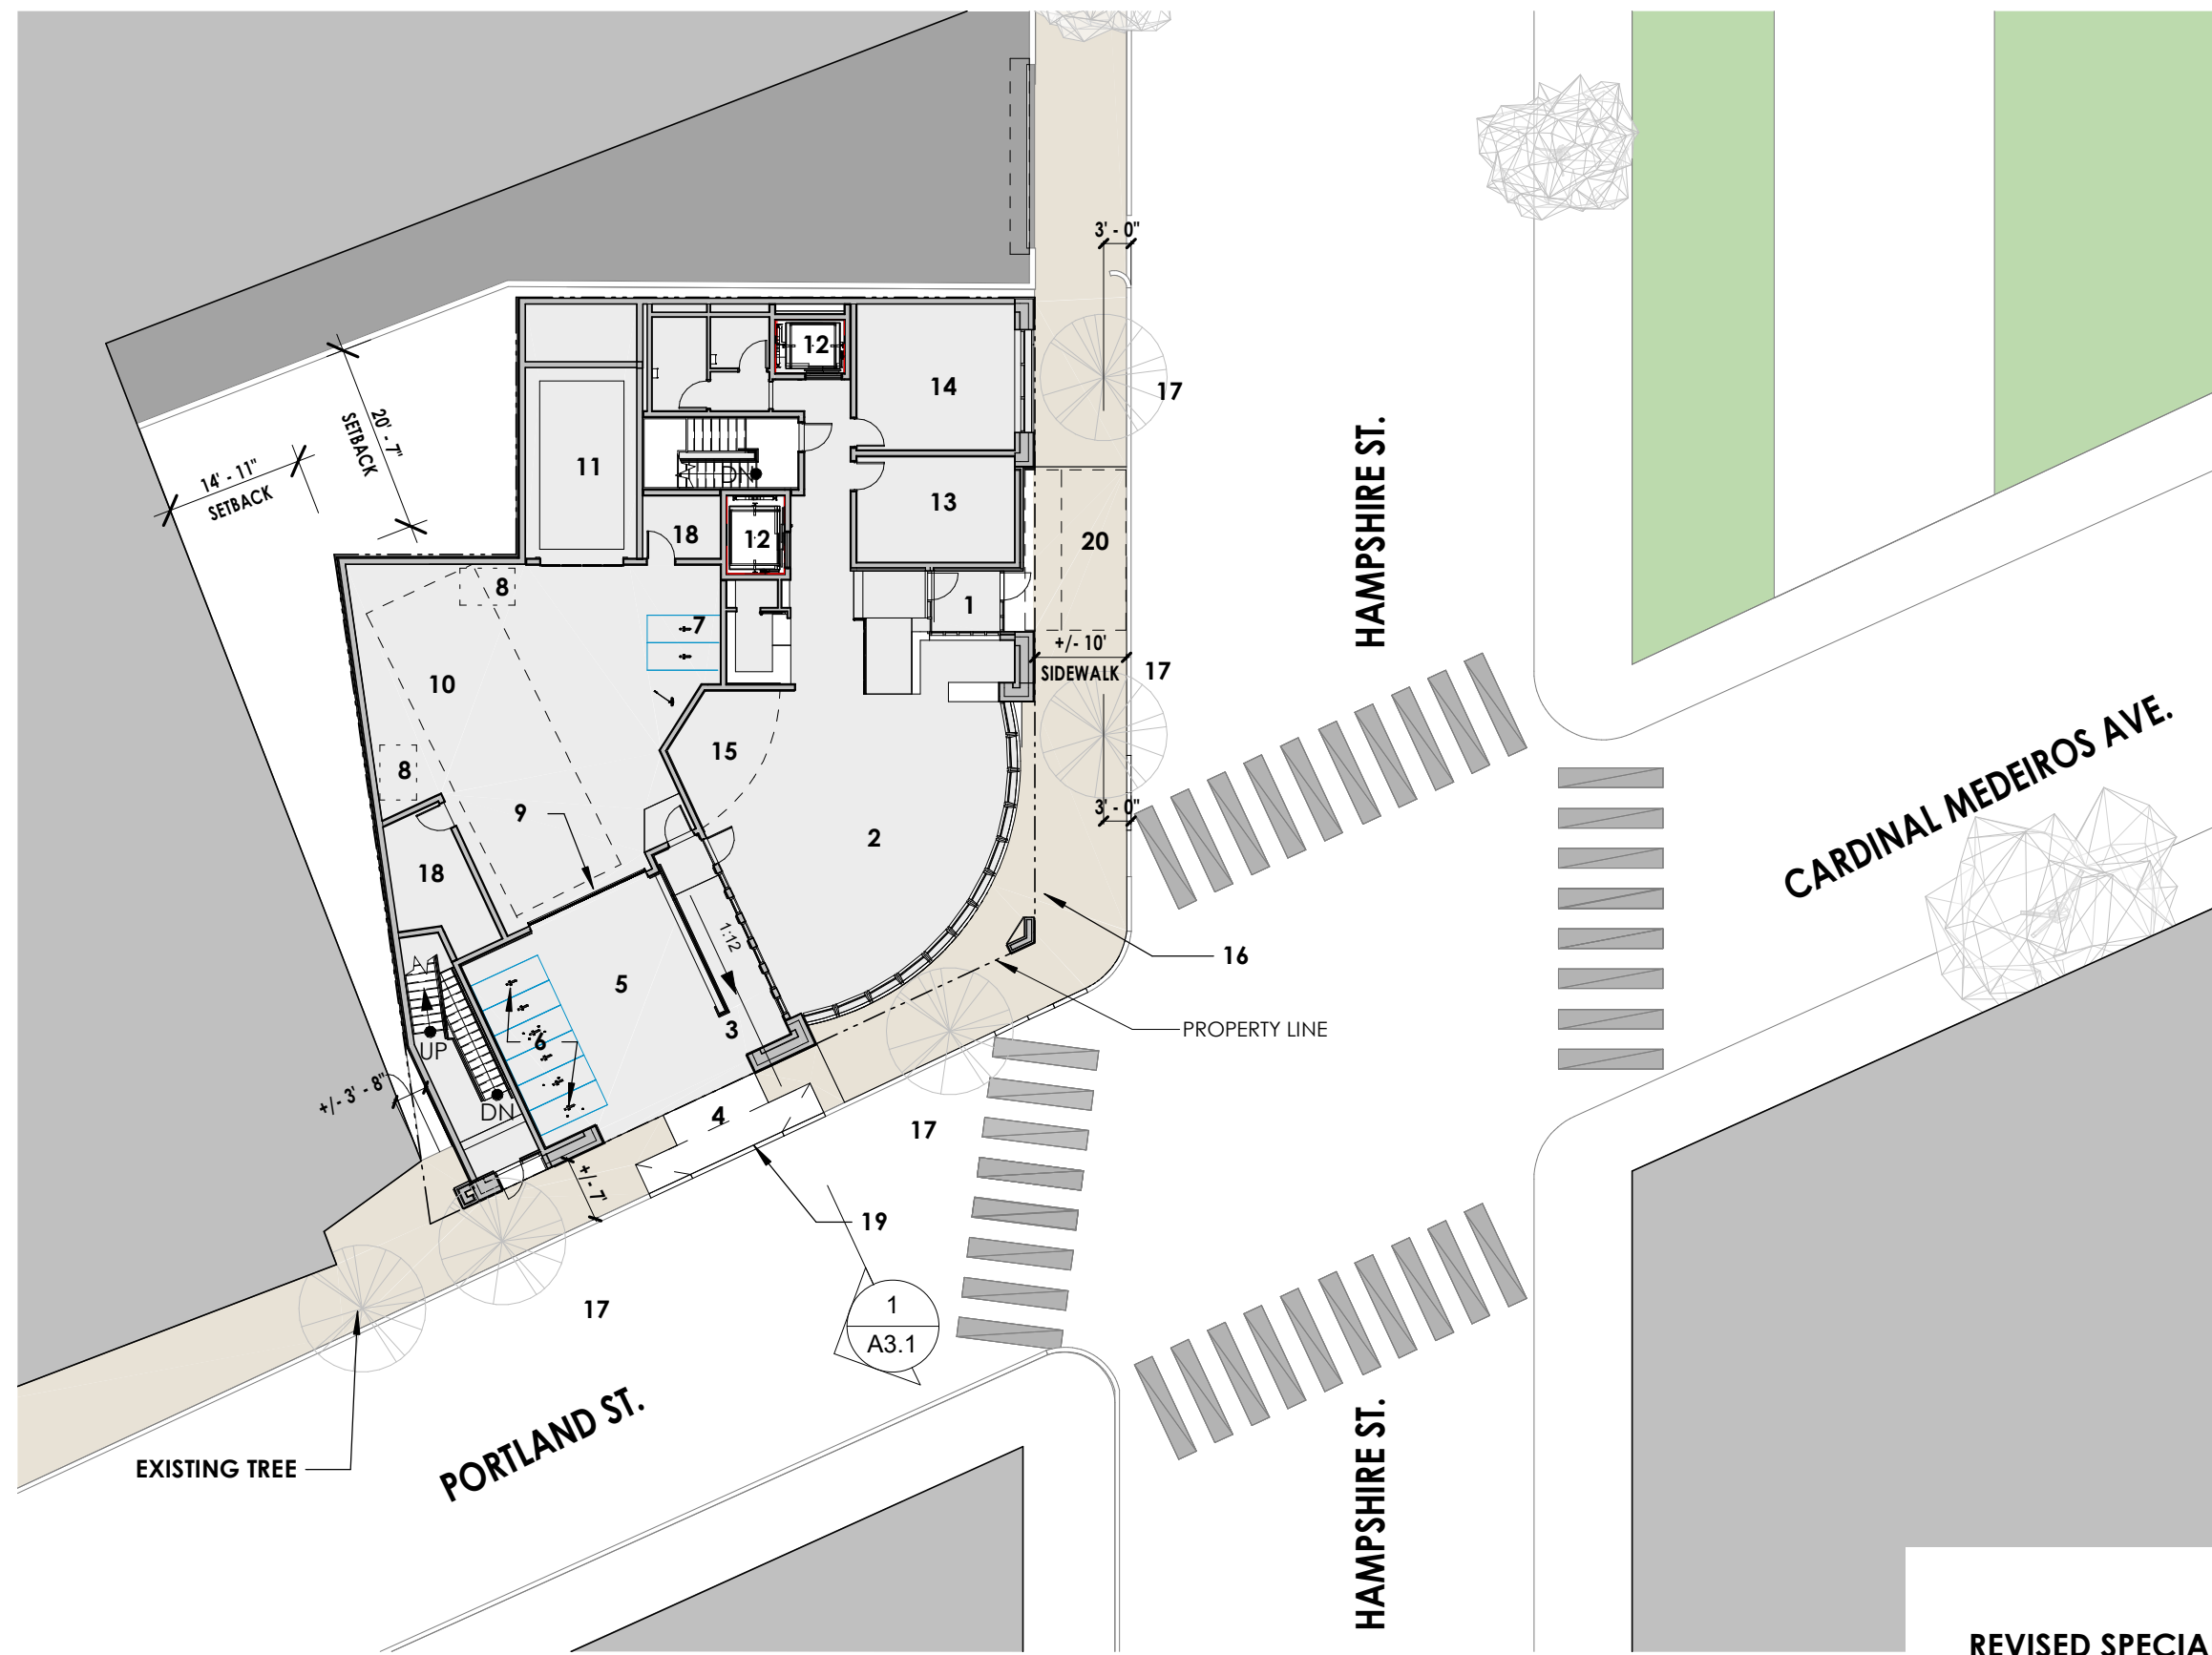 3' - 0"
17
HAMPSHIRE ST.
12
14
20' - 7"
SETBACK
14' - 11"
SETBACK
11
DN
13
18
12
20
8
1
7
+/- 10'
SIDEWALK
17
10
15
8
3' - 0"
2
9
18
CARDINAL MEDEIROS AVE.
1:12
16
5
3
PROPERTY LINE
6
UP
+/- 3' - 8"
DN
4
17
+/- 7'
19
17
1
A3.1
PORTLAND ST.
EXISTING TREE
HAMPSHIRE ST.
REVISED SPECIA